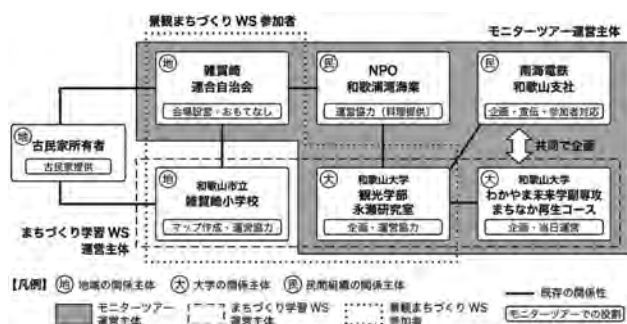 景観まちづくり WS 参加者
モニターツアー運営主体
地
雑賀崎
連合自治会
会場設営・おもてなし
民
NPO
和歌浦湾海業
運営協力（料理提供）
民
南海電鉄
和歌山支社
企画・宣伝・参加者対応
地
古民家所有者
古民家提供
共同で企画
地
和歌山市立
雑賀崎小学校
マップ作成・運営協力
大
和歌山大学
観光学部
永瀬研究室
企画・運営協力
大
和歌山大学
わかやま未来学副専攻
まちなか再生コース
企画・当日運営
まちづくり学習 WS
運営主体
【凡例】 地 地域の関係主体 大 大学の関係主体 民 民間組織の関係主体
既存の関係性
モニターツアー
運営主体
まちづくり学習 WS
運営主体
景観まちづくり WS
参加者
モニターツアーでの役割